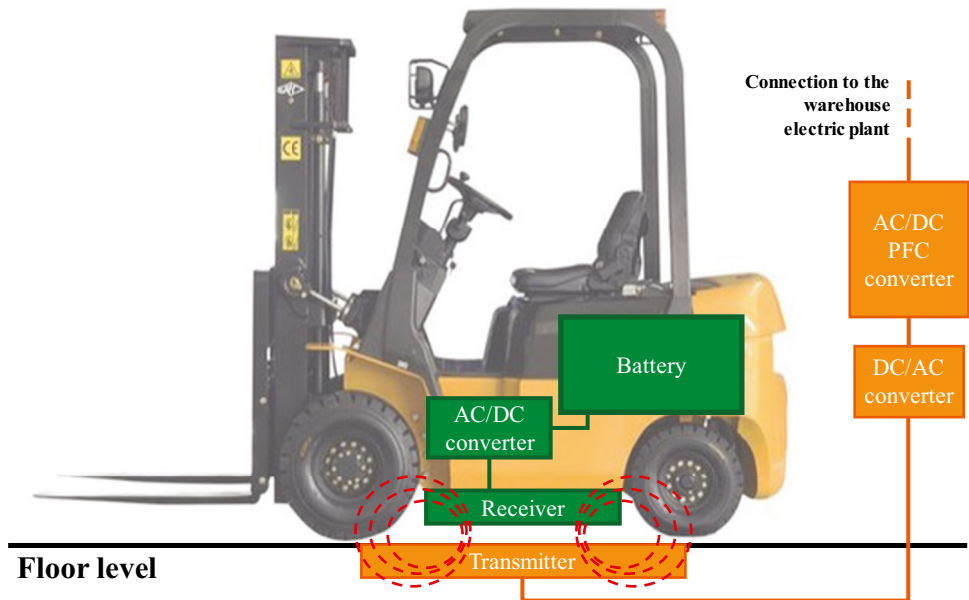 Connection to the
warehouse
electric plant
AC/DC
PFC
converter
DC/AC
converter
Battery
AC/DC
converter
Receiver
Transmitter
Floor level
CE